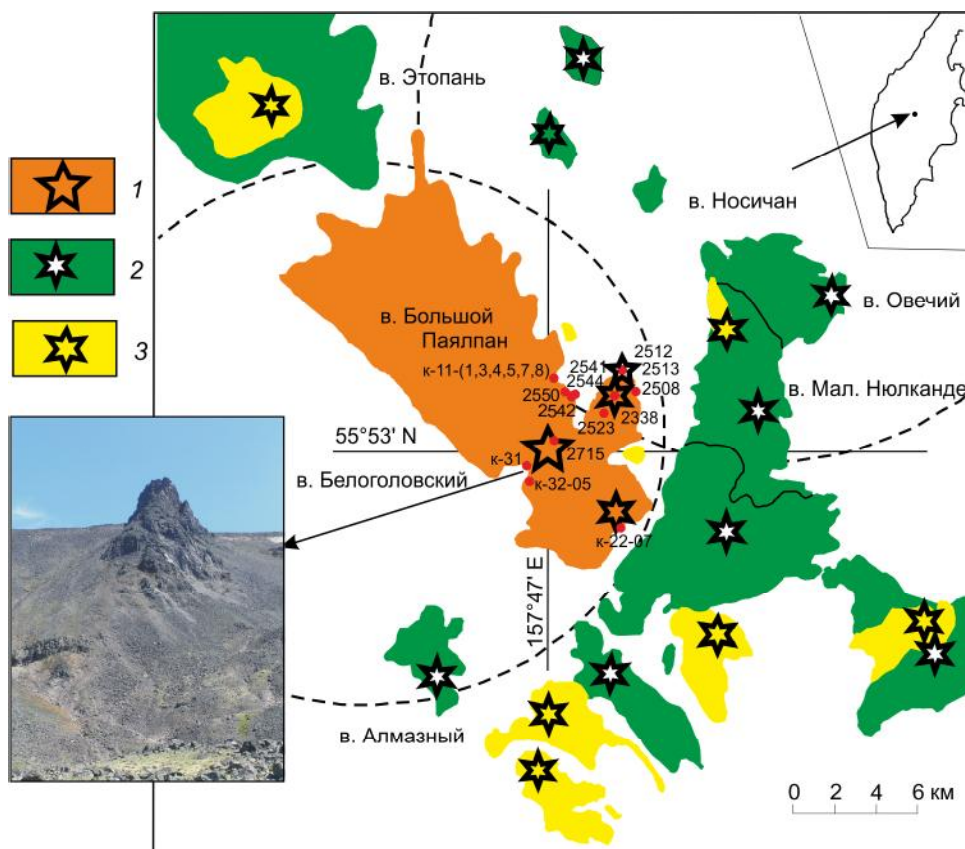 в. Этопань
1
в. Носичан
2
в. Овечий
в. Большой
Паялпан
3
2512
2541
2513
к-11-(1,3,4,5,7,8)
2544
2508
в. Мал. Нюлканде
2550
2542
2338
2523
55°53' N
2715
к-31
в. Белоголовский
к-32-05
к-22-07
157°47' E
в. Алмазный
0 2 4 6 км